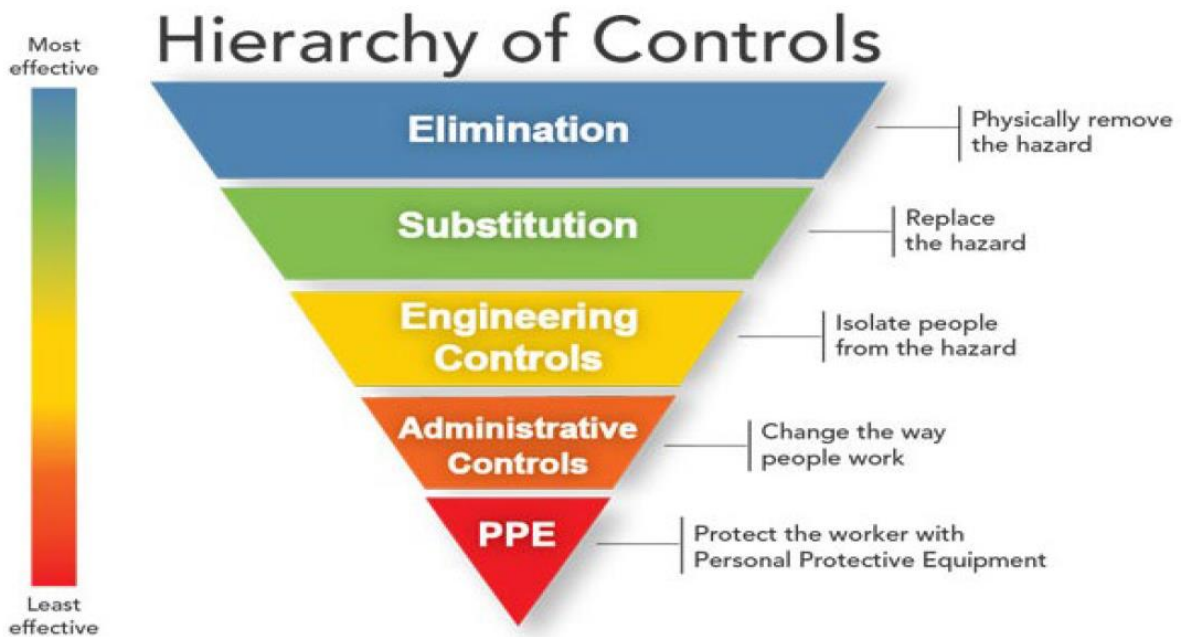 Hierarchy of Controls
Most
effective
Elimination
Physically remove
the hazard
Substitution
Replace
the hazard
Engineering
Controls
Isolate people
from the hazard
Administrative
Controls
Change the way
people work
PPE
Protect the worker with
Personal Protective Equipment
Least
effective